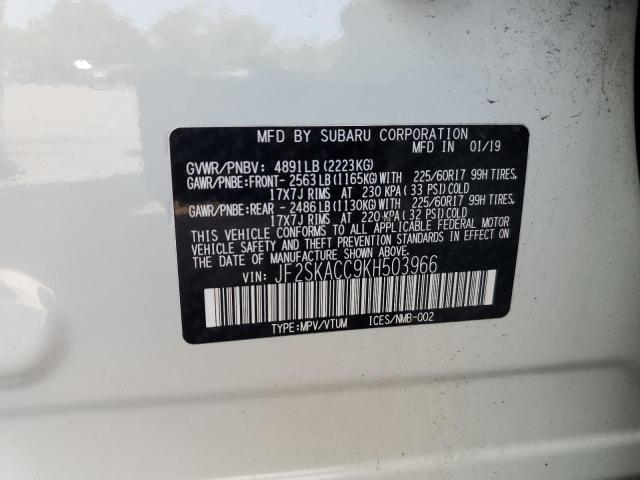 MFD BY SUBARU CORPORATION
MFD IN 01/19
GVWR/PNBV: 4891LB (2223KG)
GAWR/PNBE:FRONT-2563LB(1165KG)WITH 225/60R17 99H TIRES,
17X7J RIMS AT 230 KPA(33 PSI)COLD
GAWR/PNBE:REAR -2486LB(1130KG)WITH 225/60R17 99H TIRES,
17X7J RIMS AT 220 KPA(32 PSI)COLD
THIS VEHICLE CONFORMS TO ALL APPLICABLE FEDERAL MOTOR
VEHICLE SAFETY AND THEFT PREVENTION STANDARDS IN EFFECT ON
THE DATE OF MANUFACTURE SHOWN ABOVE.
VIN: JF2SKACC9KH503966
TYPE:MPV/VTUM ICES/NMB-002